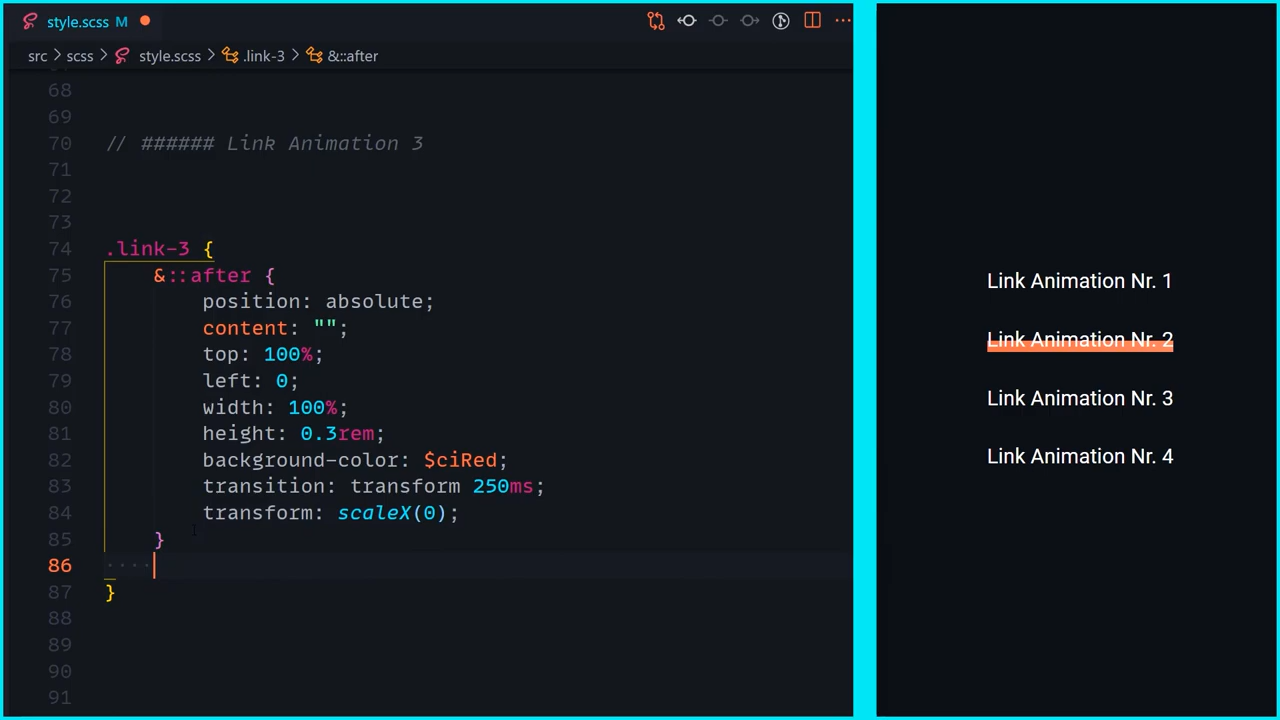 style.scss M
src > scss > style.scss > .link-3 > &::after
68
69
70 // ###### Link Animation 3
71
72
73
74 .link-3 {
75 &::after {
76 position: absolute;
77 content: "";
78 top: 100%;
79 left: 0;
80 width: 100%;
81 height: 0.3rem;
82 background-color: $ciRed;
83 transition: transform 250ms;
84 transform: scaleX(0);
85 }
86
87 }
88
89
90
91
Link Animation Nr. 1
Link Animation Nr. 2
Link Animation Nr. 3
Link Animation Nr. 4